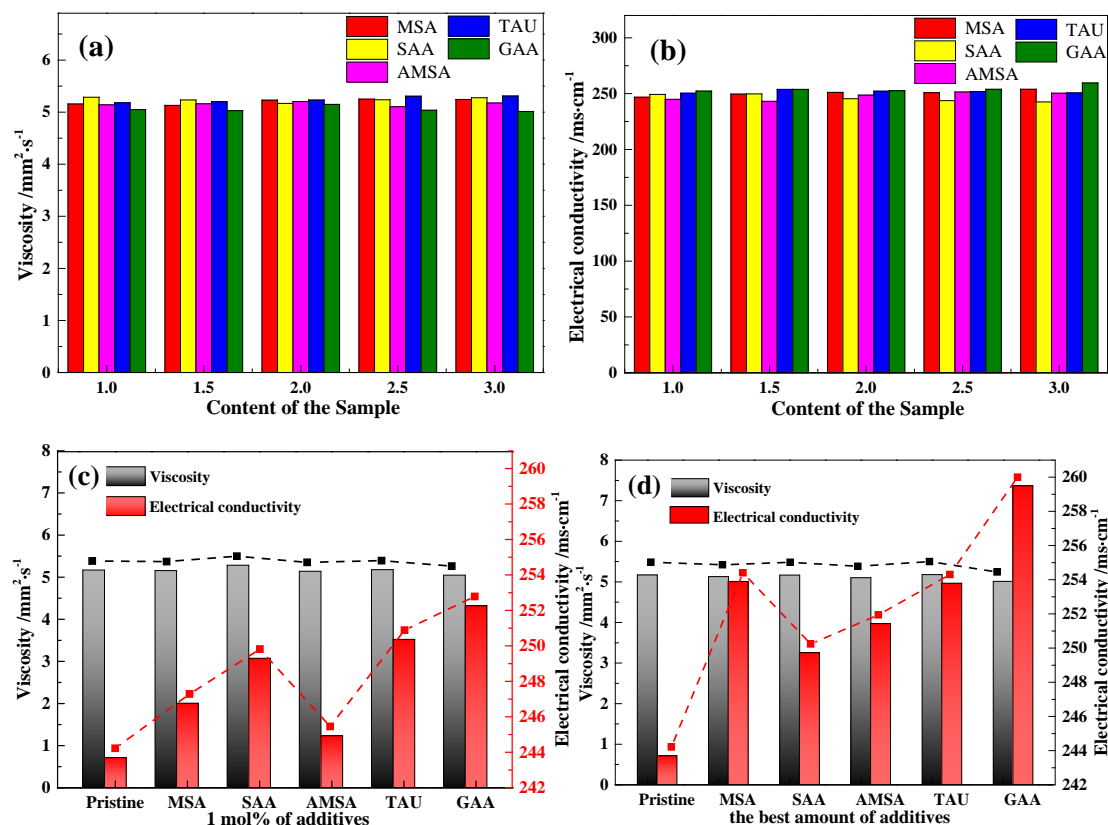 (a)
MSA
TAU
SAA
GAA
AMSA
6
5
4
3
2
1
0
Viscosity /mm²·s⁻¹
1.0 1.5 2.0 2.5 3.0
Content of the Sample
(b)
MSA
TAU
SAA
GAA
AMSA
300
250
200
150
100
50
0
Electrical conductivity /ms·cm⁻¹
1.0 1.5 2.0 2.5 3.0
Content of the Sample
(c)
Viscosity
Electrical conductivity
8
7
6
5
4
3
2
1
0
Viscosity /mm²·s⁻¹
260
258
256
254
252
250
248
246
244
242
Electrical conductivity /ms·cm⁻¹
Pristine MSA SAA AMSA TAU GAA
1 mol% of additives
(d)
Viscosity
Electrical conductivity
8
7
6
5
4
3
2
1
0
Viscosity /mm²·s⁻¹
260
258
256
254
252
250
248
246
244
242
Electrical conductivity /ms·cm⁻¹
Pristine MSA SAA AMSA TAU GAA
the best amount of additives